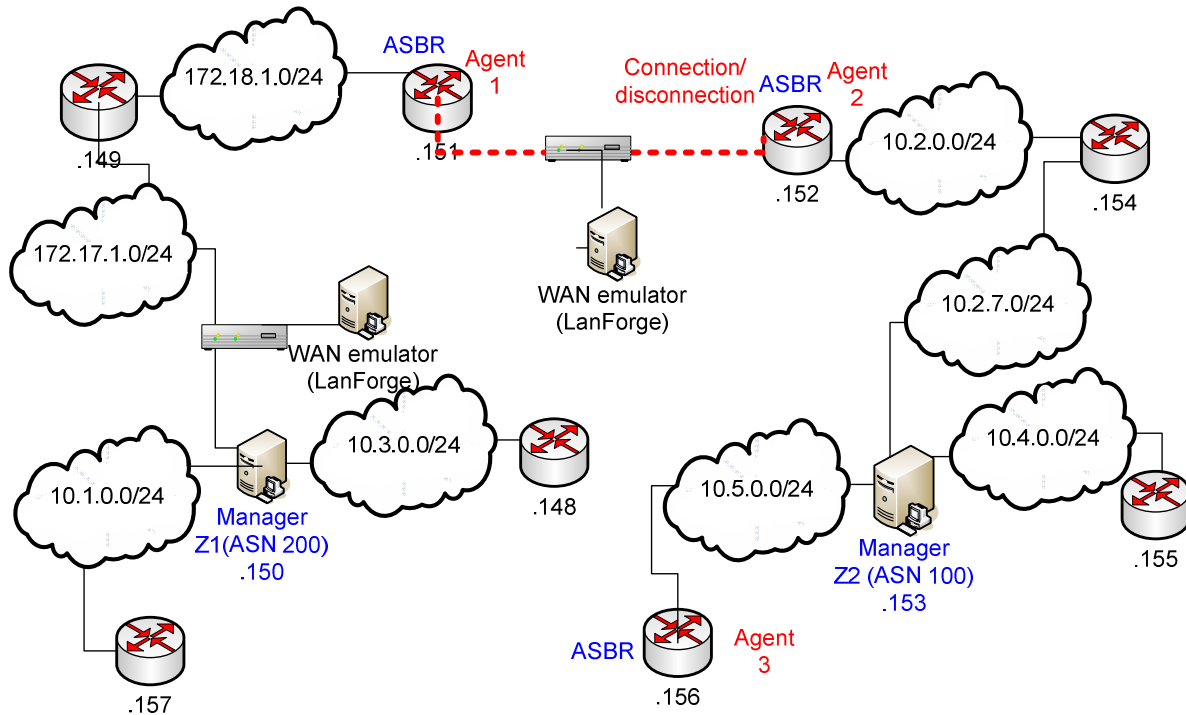 172.18.1.0/24
ASBR
Agent
1
.149
.151
Connection/
disconnection
ASBR
Agent
2
10.2.0.0/24
.152
.154
172.17.1.0/24
WAN emulator
(LanForge)
WAN emulator
(LanForge)
10.2.7.0/24
10.1.0.0/24
10.3.0.0/24
.148
Manager
Z1(ASN 200)
.150
.157
10.5.0.0/24
10.4.0.0/24
Manager
Z2 (ASN 100)
.153
.155
ASBR
Agent
3
.156